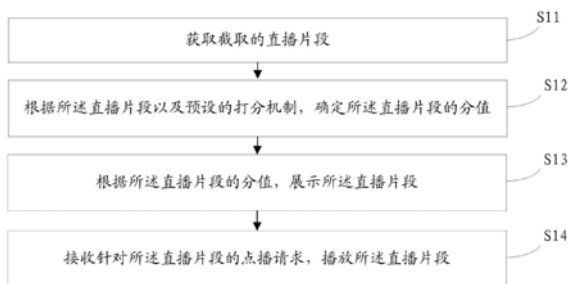 S11
获取截取的直播片段
S12
根据所述直播片段以及预设的打分机制，确定所述直播片段的分值
S13
根据所述直播片段的分值，展示所述直播片段
S14
接收针对所述直播片段的点播请求，播放所述直播片段